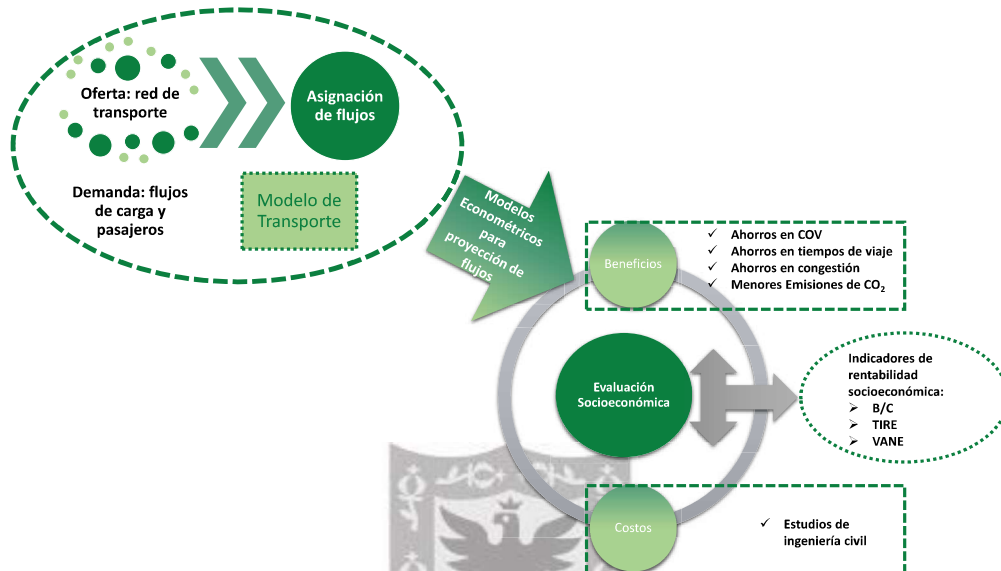 Oferta: red de
transporte
Asignación
de flujos
Demanda: flujos
de carga y
pasajeros
Modelo de
Transporte
Modelos
Econométricos
para
proyección de
flujos
Beneficios
✓ Ahorros en COV
✓ Ahorros en tiempos de viaje
✓ Ahorros en congestión
✓ Menores Emisiones de CO₂
Evaluación
Socioeconómica
Indicadores de
rentabilidad
socioeconómica:
➢ B/C
➢ TIRE
➢ VANE
Costos
✓ Estudios de
ingeniería civil